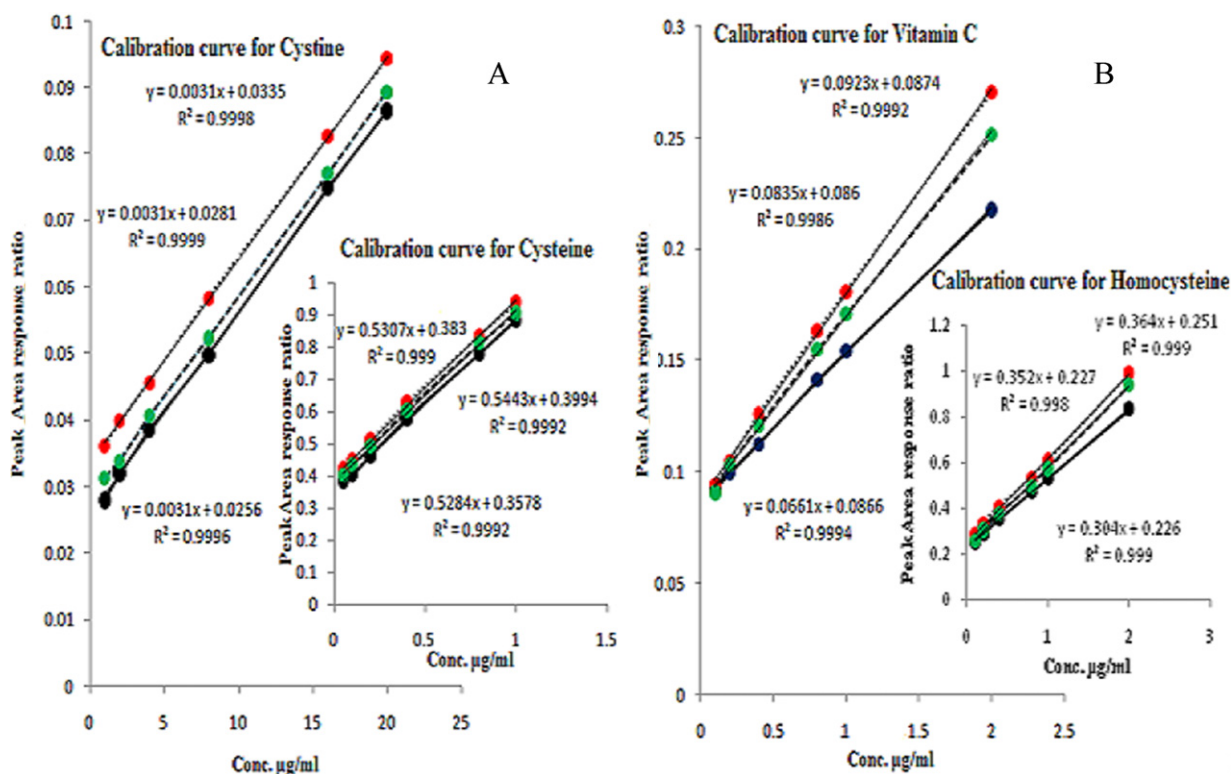 Calibration curve for Cystine
A
y = 0.0031x + 0.0335
R² = 0.9998
y = 0.0031x + 0.0281
R² = 0.9999
y = 0.0031x + 0.0256
R² = 0.9996
Peak Area response ratio
0.1
0.09
0.08
0.07
0.06
0.05
0.04
0.03
0.02
0.01
0
0 5 10 15 20 25
Conc. µg/ml
Calibration curve for Cysteine
y = 0.5307x + 0.383
R² = 0.999
y = 0.5443x + 0.3994
R² = 0.9992
y = 0.5284x + 0.3578
R² = 0.9992
Peak Area response ratio
1
0.9
0.8
0.7
0.6
0.5
0.4
0.3
0.2
0.1
0
0 0.5 1 1.5
Conc. µg/ml
Calibration curve for Vitamin C
B
y = 0.0923x + 0.0874
R² = 0.9992
y = 0.0835x + 0.086
R² = 0.9986
y = 0.0661x + 0.0866
R² = 0.9994
Peak Area response ratio
0.3
0.25
0.2
0.15
0.1
0.05
0
0 0.5 1 1.5 2 2.5
Conc. µg/ml
Calibration curve for Homocysteine
y = 0.364x + 0.251
R² = 0.999
y = 0.352x + 0.227
R² = 0.998
y = 0.304x + 0.226
R² = 0.999
Peak Area response ratio
1.2
1
0.8
0.6
0.4
0.2
0
0 1 2 3
Conc. µg/ml